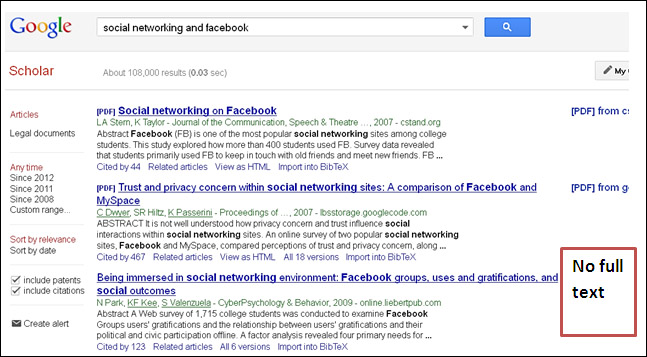 Google
social networking and facebook
Scholar
About 108,000 results (0.03 sec)
Articles
Legal documents
Any time
Since 2012
Since 2011
Since 2008
Custom range...
Sort by relevance
Sort by date
include patents
include citations
Create alert
[PDF] Social networking on Facebook
LA Stern, K Taylor - Journal of the Communication, Speech & Theatre …, 2007 - cstand.org
Abstract Facebook (FB) is one of the most popular social networking sites among college
students. This study explored how more than 400 students used FB. Survey data revealed
that students primarily used FB to keep in touch with old friends and meet new friends. FB ...
Cited by 44 Related articles View as HTML Import into BibTeX
[PDF] Trust and privacy concern within social networking sites: A comparison of Facebook and
MySpace
C Dwyer, SR Hiltz, K Passerini - Proceedings of …, 2007 - lbsstorage.googlecode.com
ABSTRACT It is not well understood how privacy concern and trust influence social
interactions within social networking sites. An online survey of two popular social networking
sites, Facebook and MySpace, compared perceptions of trust and privacy concern, along ...
Cited by 467 Related articles View as HTML All 18 versions Import into BibTeX
Being immersed in social networking environment: Facebook groups, uses and gratifications, and
social outcomes
N Park, KF Kee, S Valenzuela - CyberPsychology & Behavior, 2009 - online.liebertpub.com
Abstract A Web survey of 1,715 college students was conducted to examine Facebook
Groups users' gratifications and the relationship between users' gratifications and their
political and civic participation offline. A factor analysis revealed four primary needs for ...
Cited by 123 Related articles All 6 versions Import into BibTeX
My
[PDF] from cs
[PDF] from go
No full
text